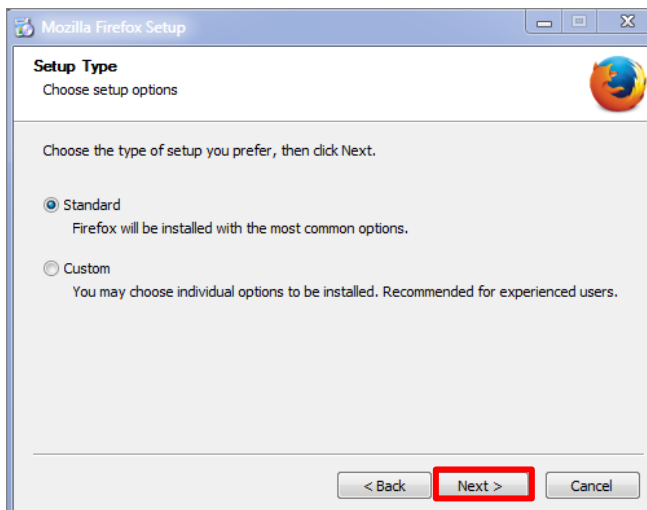 Mozilla Firefox Setup
Setup Type
Choose setup options
Choose the type of setup you prefer, then click Next.
Standard
Firefox will be installed with the most common options.
Custom
You may choose individual options to be installed. Recommended for experienced users.
< Back Next > Cancel